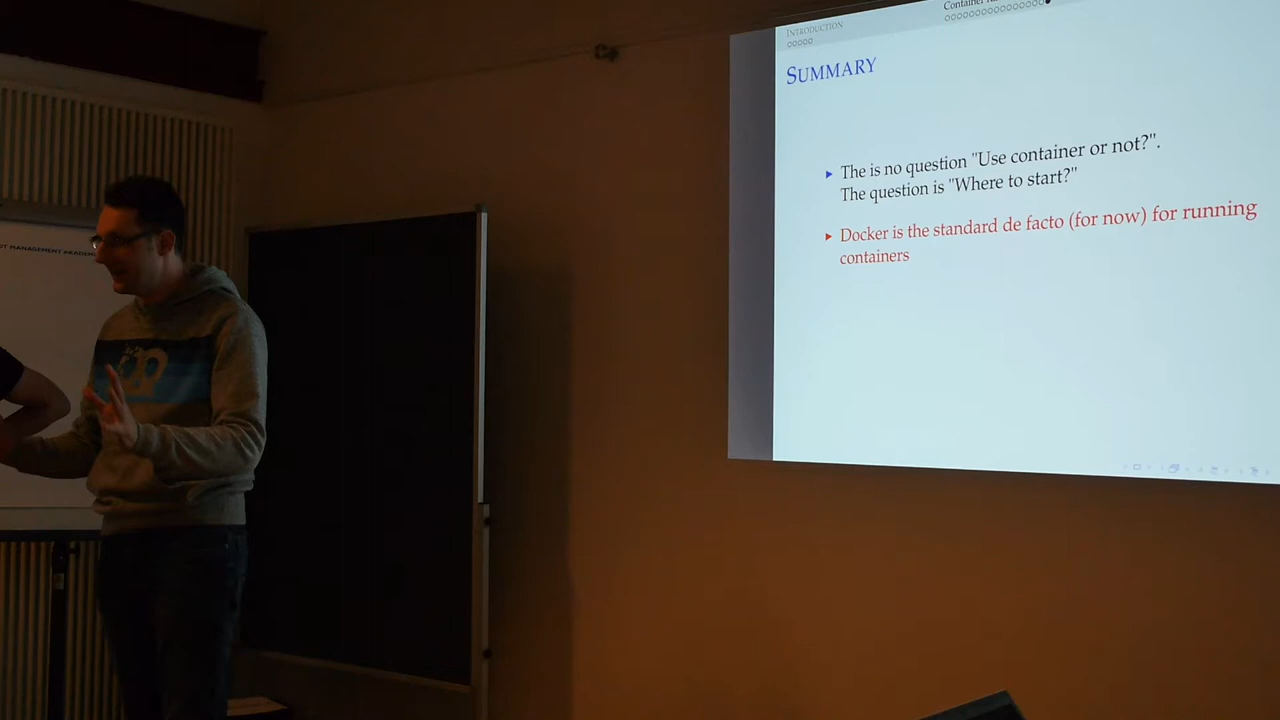 INTRODUCTION
Container
SUMMARY
The is no question "Use container or not?".
The question is "Where to start?"
Docker is the standard de facto (for now) for running
containers
MANAGEMENT